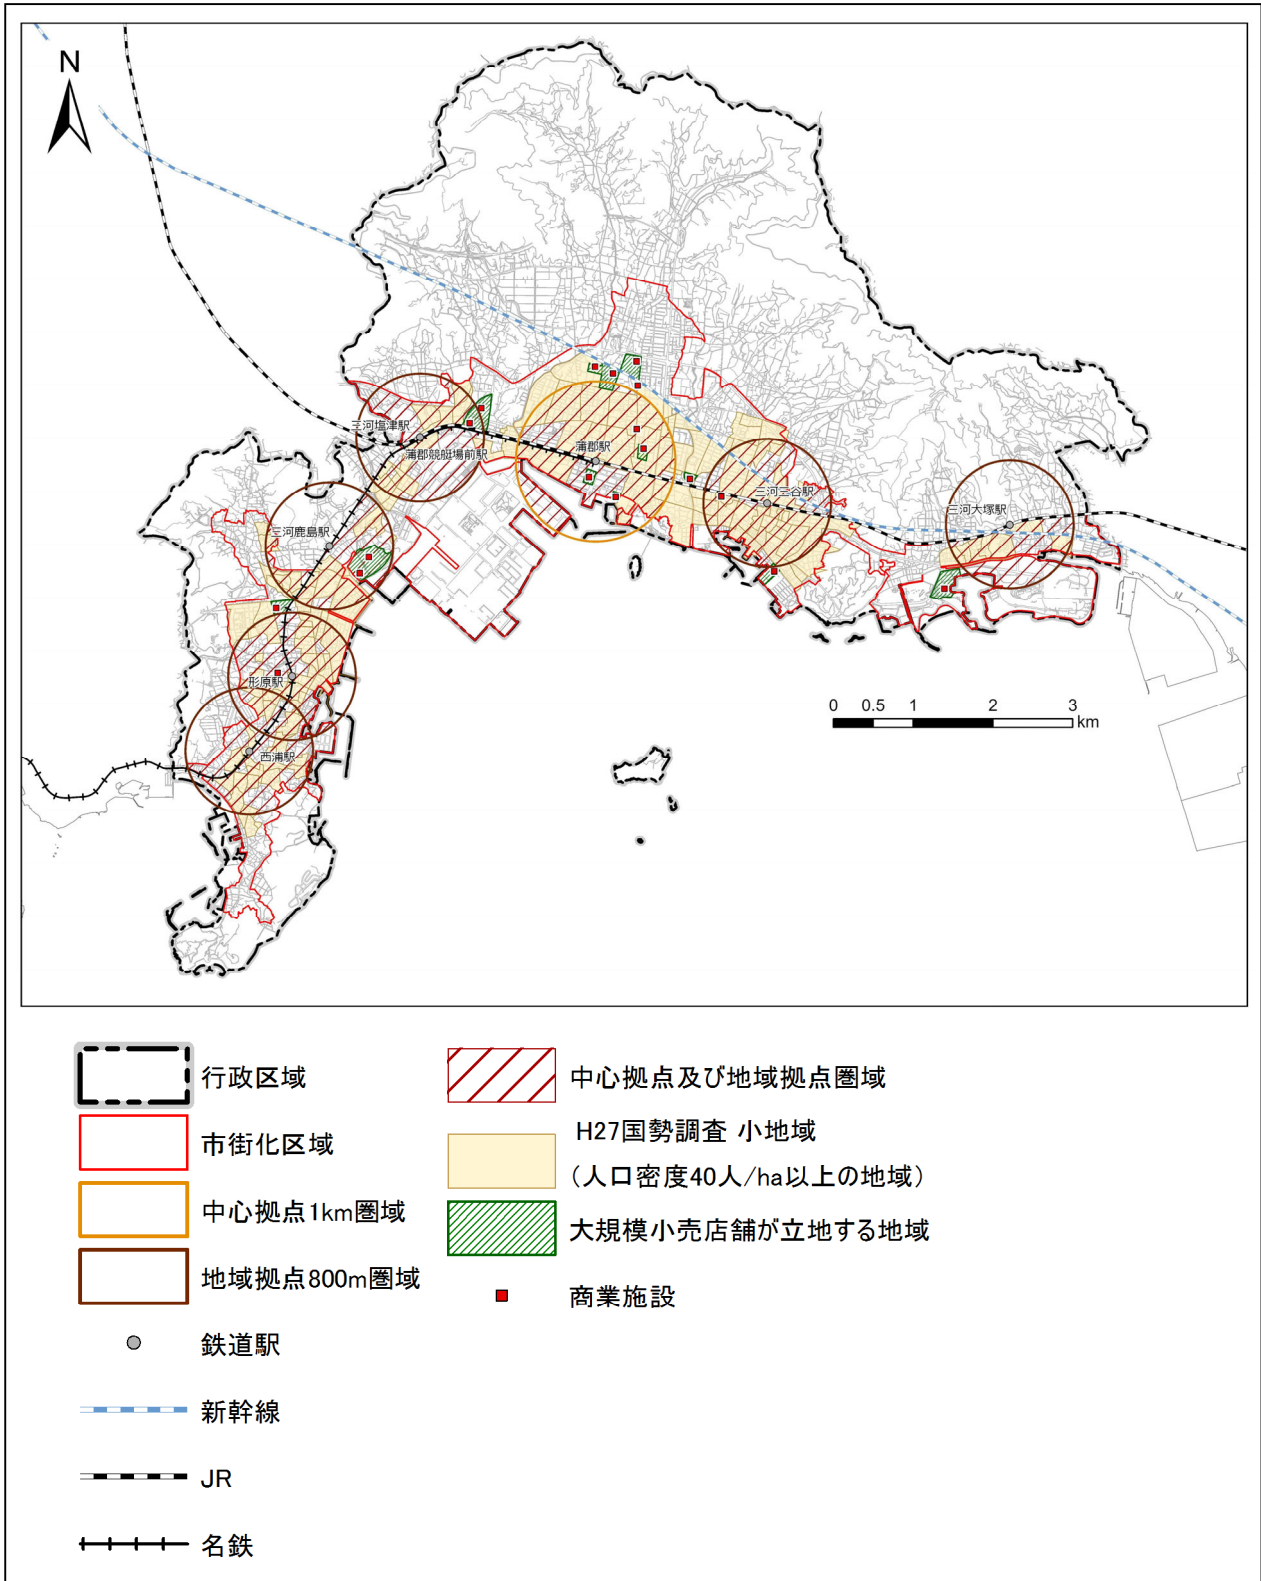 N
三河塩津駅
蒲郡競艇場前駅
蒲郡駅
三河三谷駅
三河大塚駅
三河鹿島駅
形原駅
西浦駅
0 0.5 1 2 3
km
行政区域
市街化区域
中心拠点1km圏域
地域拠点800m圏域
鉄道駅
新幹線
JR
名鉄
中心拠点及び地域拠点圏域
H27国勢調査 小地域
（人口密度40人/ha以上の地域）
大規模小売店舗が立地する地域
商業施設